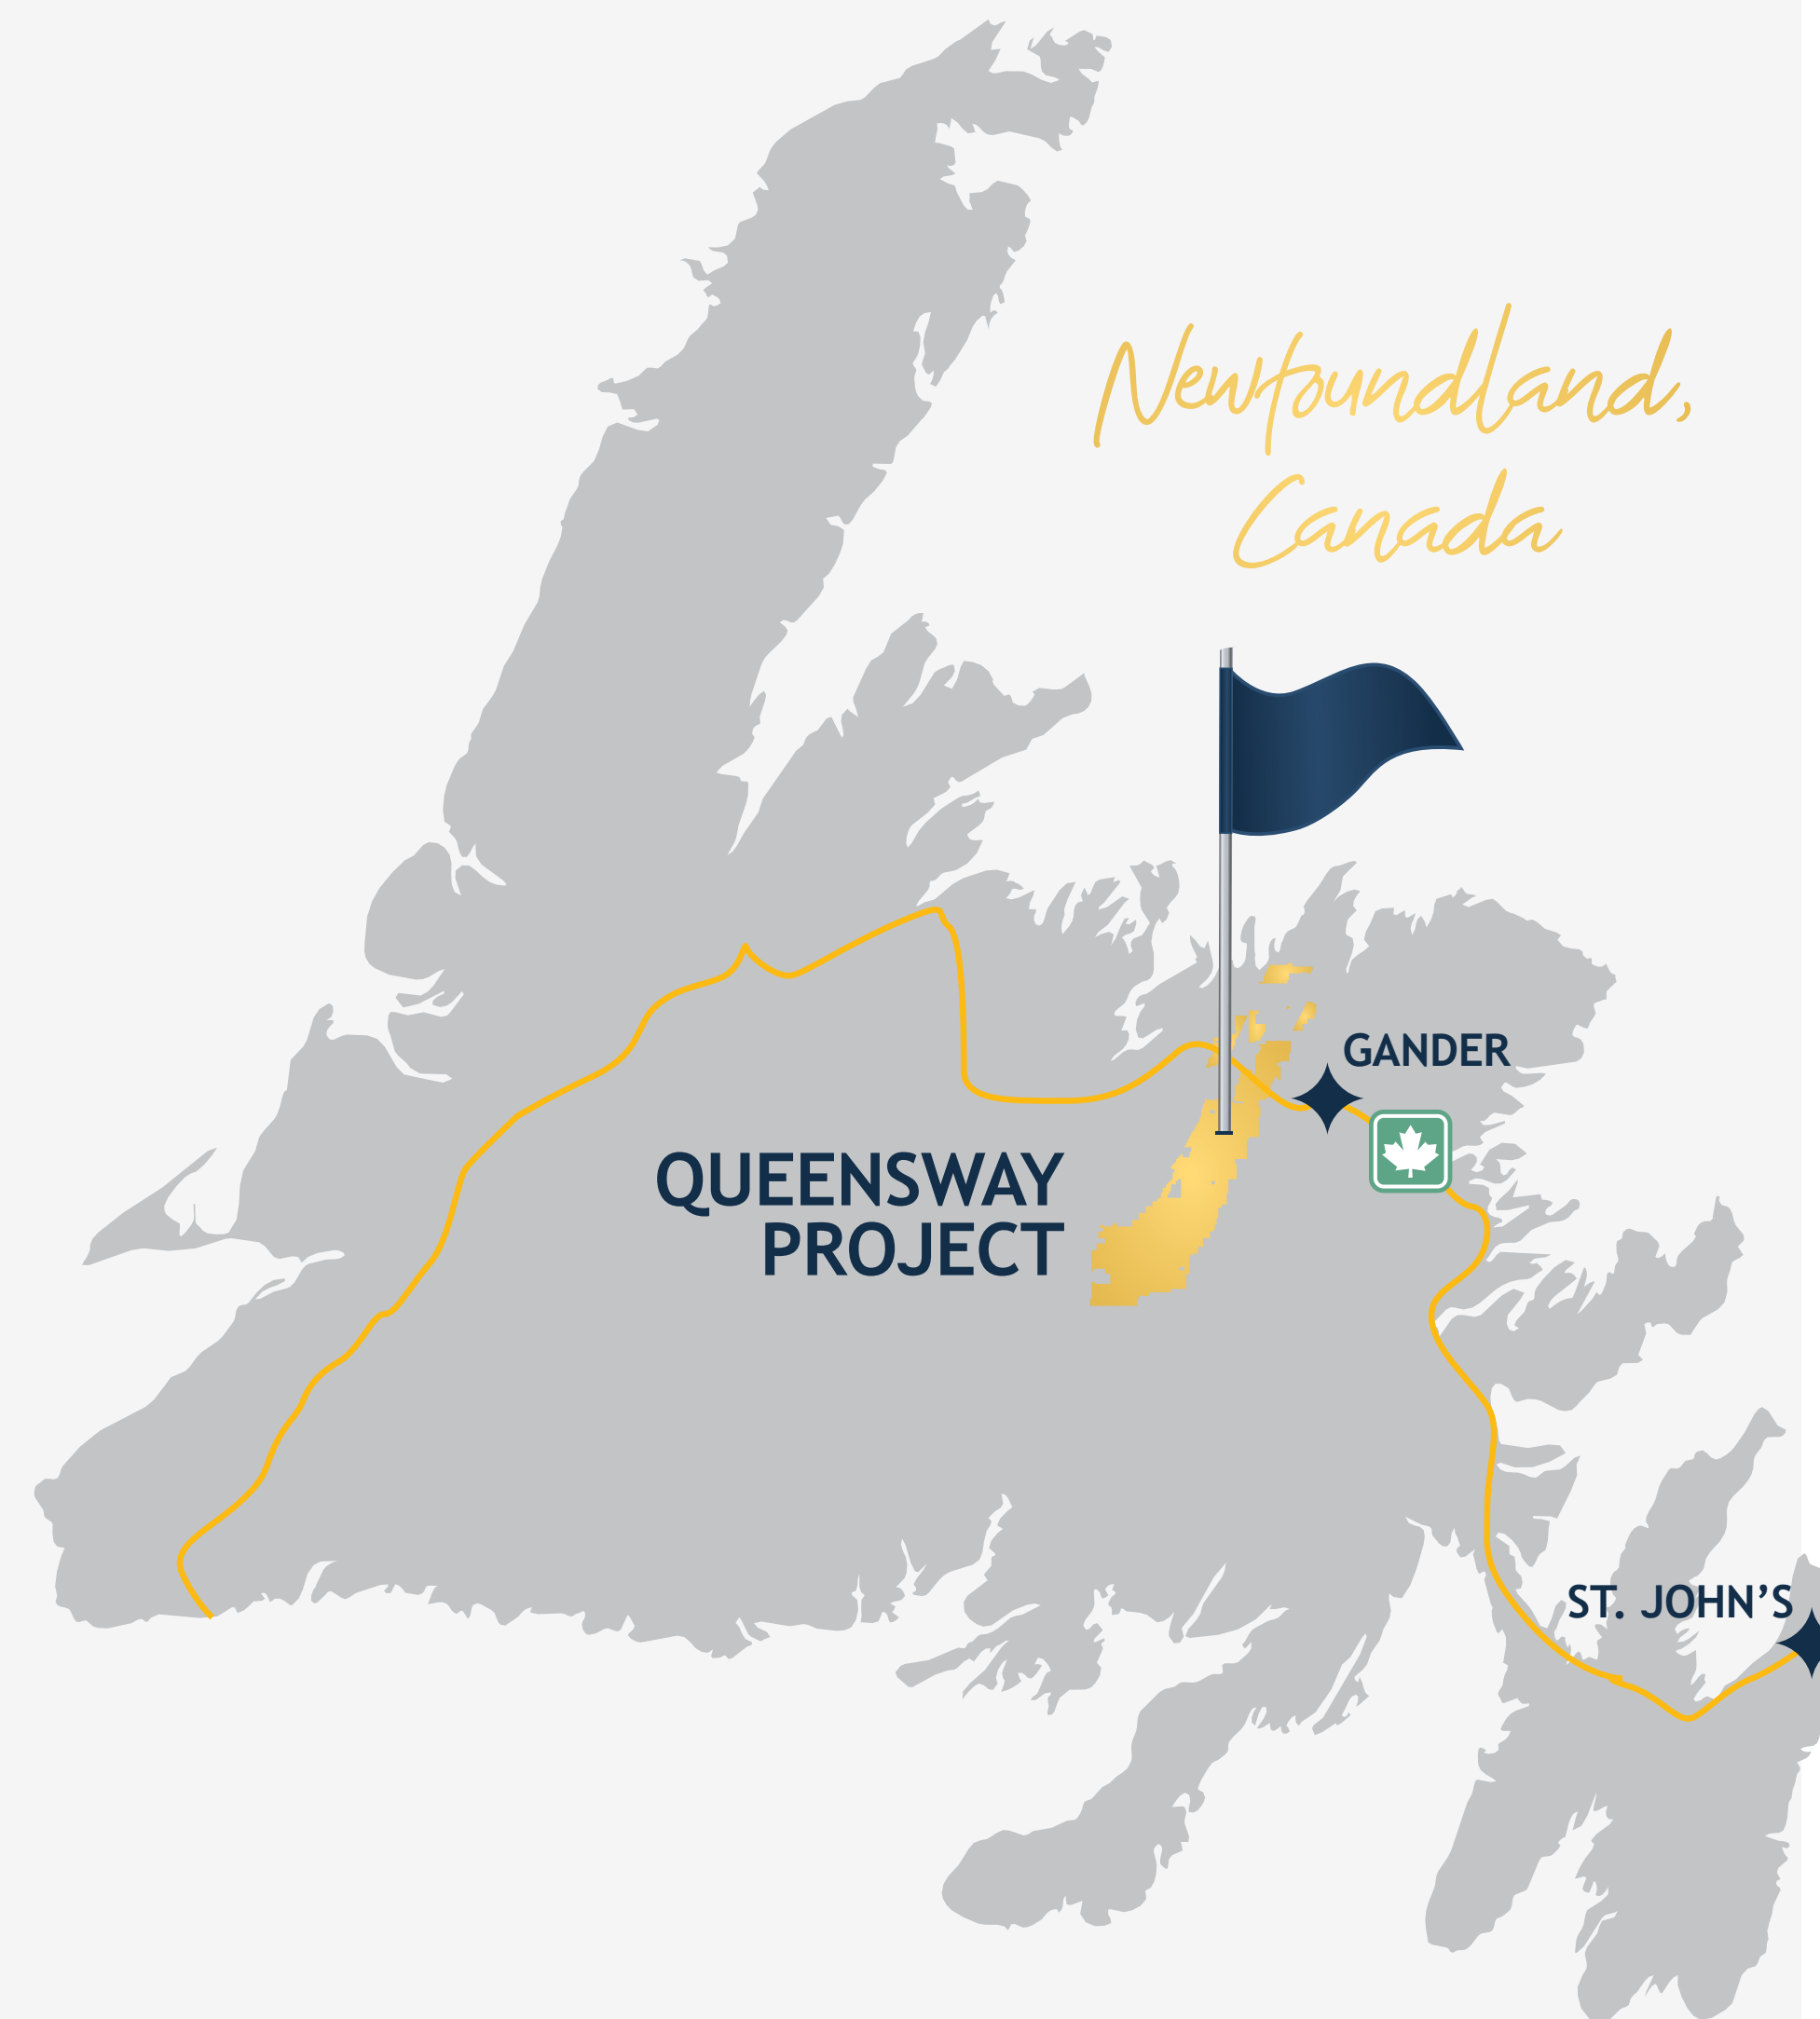 Newfoundland,
Canada
GANDER
QUEENSWAY
PROJECT
ST. JOHN'S